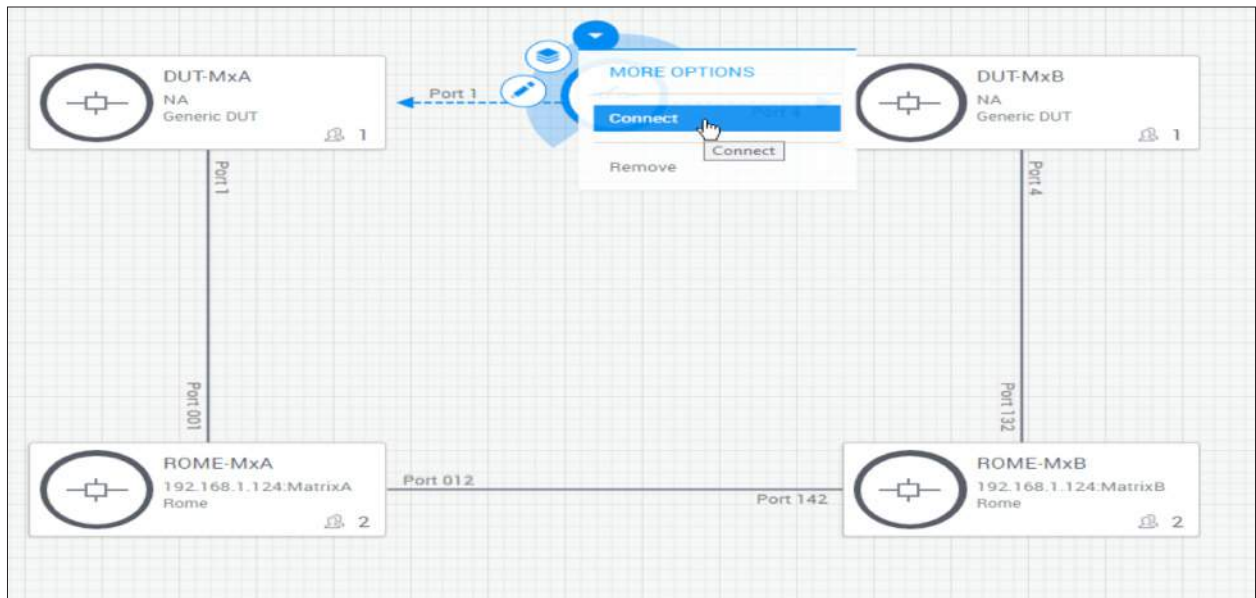 DUT-MxA
NA
Generic DUT
1
Port 1
MORE OPTIONS
Connect
Connect
Remove
DUT-MxB
NA
Generic DUT
1
Port 1
Port 4
Port 001
Port 132
ROME-MxA
192.168.1.124:MatrixA
Rome
2
Port 012
Port 142
ROME-MxB
192.168.1.124:MatrixB
Rome
2